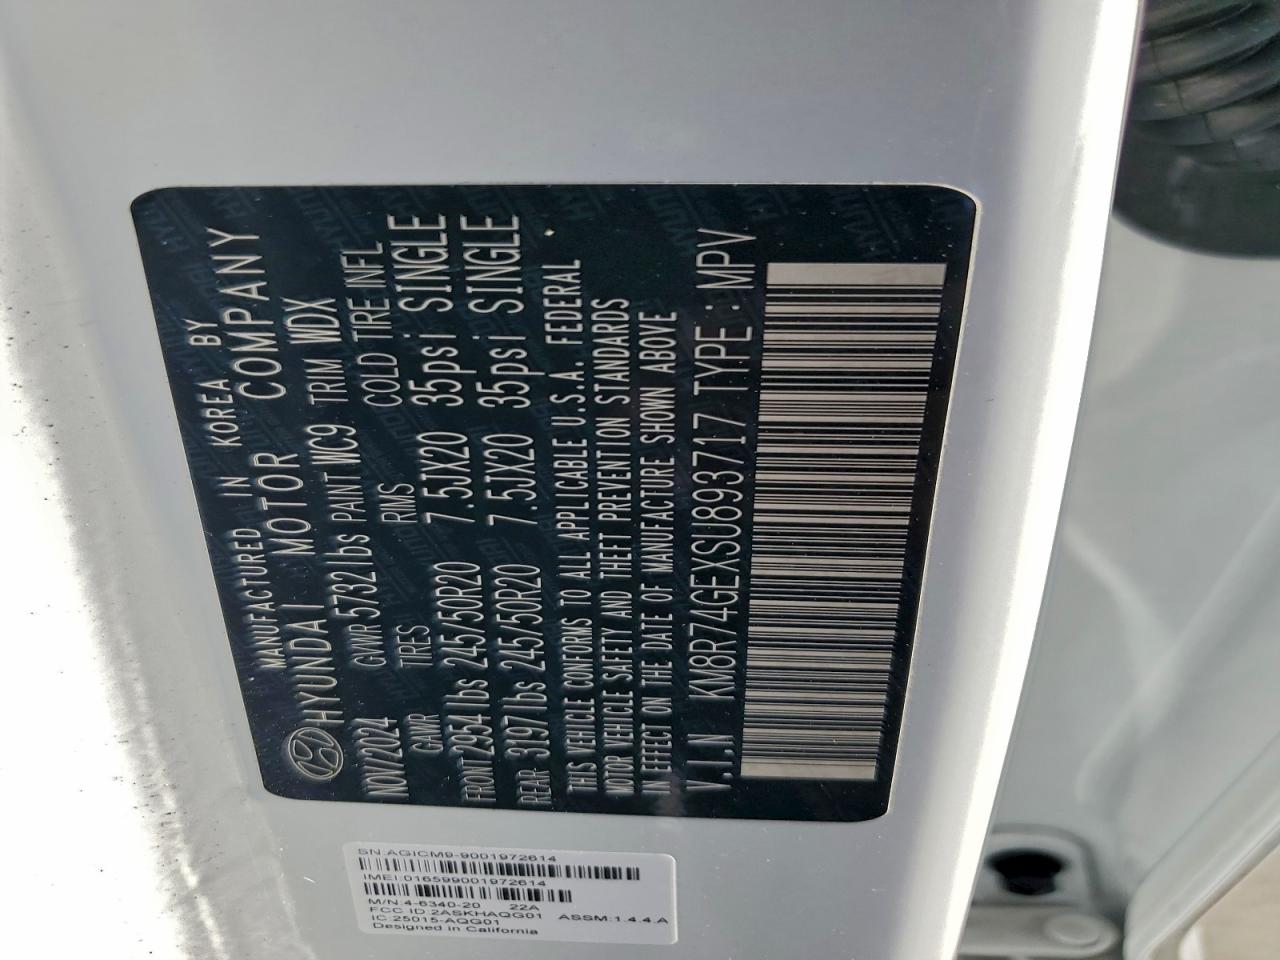 MANUFACTURED IN KOREA BY
HYUNDAI MOTOR COMPANY
NOV/2024 GVWR 5732lbs PAINT WC9 TRIM WDX
GAWR TIRES RIMS COLD TIRE INFL
FRONT 2954lbs 245/50R20 7.5JX20 35psi SINGLE
REAR 3197lbs 245/50R20 7.5JX20 35psi SINGLE
THIS VEHICLE CONFORMS TO ALL APPLICABLE U.S.A. FEDERAL
MOTOR VEHICLE SAFETY AND THEFT PREVENTION STANDARDS
IN EFFECT ON THE DATE OF MANUFACTURE SHOWN ABOVE
V.I.N KM8R74GEXSU893717 TYPE : MPV
SN:AGICM9-9001972614
IMEI:016599001972614
M/N:4-6340-20 22A
FCC ID:2ASKHAQG01 ASSM:1.4.4.A
IC:25015-AQG01
Designed in California